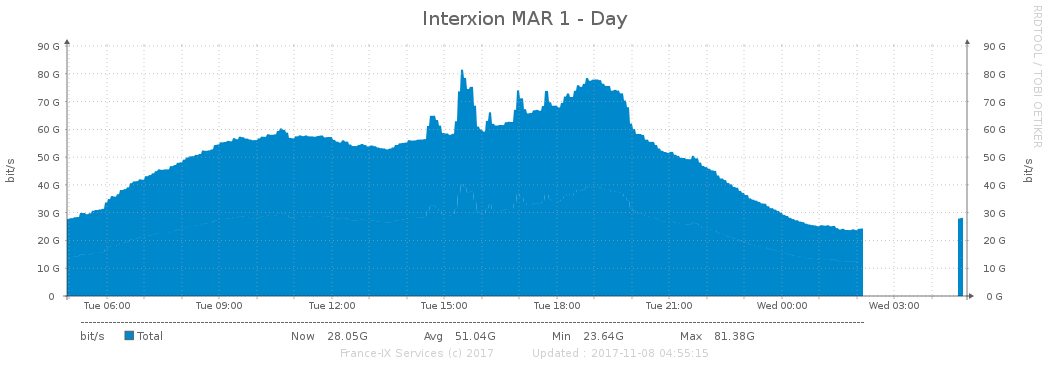 Interxion MAR 1 - Day
RRDTOOL / TOBI OETIKER
bit/s
90 G 90 G
80 G 80 G
70 G 70 G
60 G 60 G
50 G 50 G
40 G 40 G
30 G 30 G
20 G 20 G
10 G 10 G
0 0 G
bit/s
Tue 06:00 Tue 09:00 Tue 12:00 Tue 15:00 Tue 18:00 Tue 21:00 Wed 00:00 Wed 03:00
bit/s Total Now 28.05G Avg 51.04G Min 23.64G Max 81.38G
France-IX Services (c) 2017 Updated : 2017-11-08 04:55:15